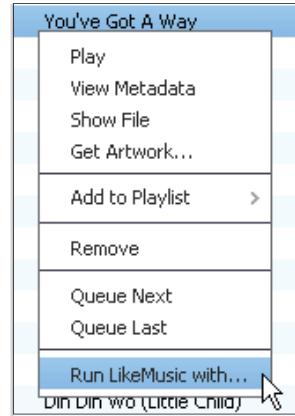 You've Got A Way
Play
View Metadata
Show File
Get Artwork...
Add to Playlist >
Remove
Queue Next
Queue Last
Run LikeMusic with...
Din Din Wo (Little Child)